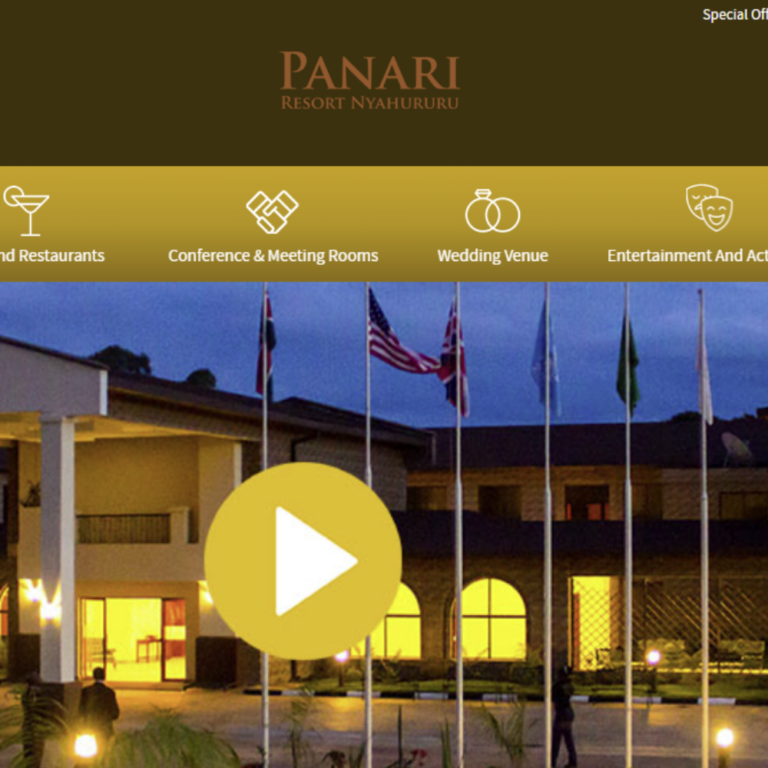 Special Off
PANARI
RESORT NYAHURURU
nd Restaurants
Conference & Meeting Rooms
Wedding Venue
Entertainment And Act